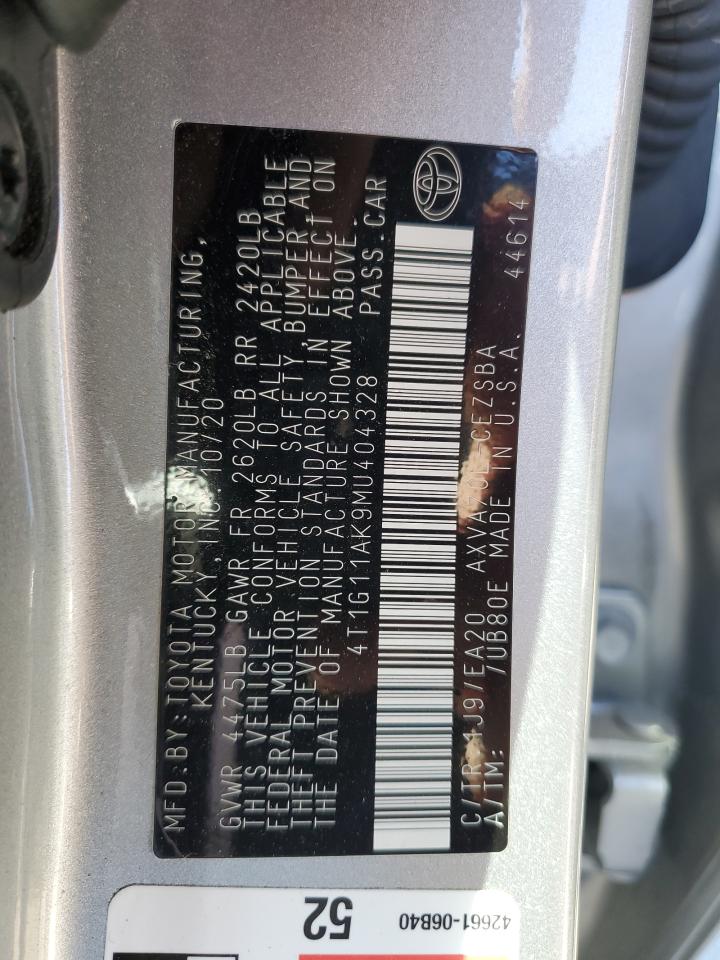 MFD.BY:TOYOTA MOTOR MANUFACTURING,
KENTUCKY, INC. 10/20
GVWR 4475LB GAWR FR 2620LB RR 2420LB
THIS VEHICLE CONFORMS TO ALL APPLICABLE
FEDERAL MOTOR VEHICLE SAFETY, BUMPER AND
THEFT PREVENTION STANDARDS IN EFFECT ON
THE DATE OF MANUFACTURE SHOWN ABOVE.
4T1G11AK9MU404328 PASS.CAR
C/TR: 1J9/EA20 AXVA70L-CEZSBA
A/TM: /UB80E MADE IN U.S.A. 44614
52
42661-06B40